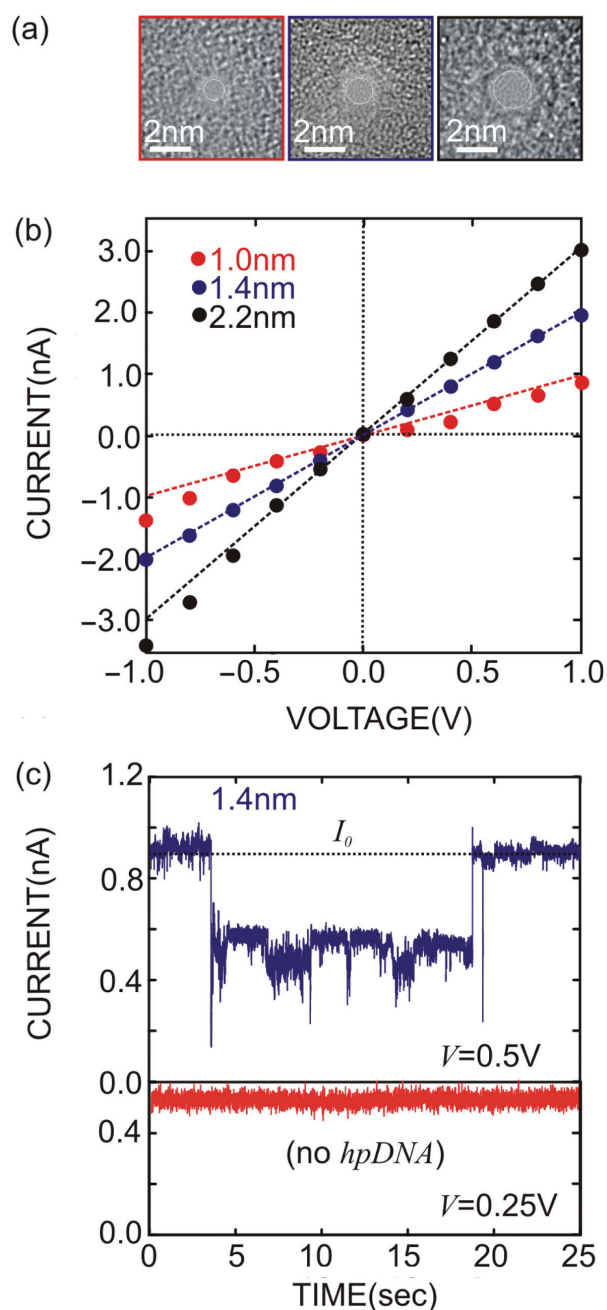 (a)
2nm 2nm 2nm
(b)
1.0nm
1.4nm
2.2nm
CURRENT(nA)
3.0
2.0
1.0
0.0
−1.0
−2.0
−3.0
−1.0 −0.5 0.0 0.5 1.0
VOLTAGE(V)
(c)
1.4nm
I₀
CURRENT(nA)
1.2
0.8
0.4
V=0.5V
0.0
0.4
(no hpDNA)
V=0.25V
0.0
0 5 10 15 20 25
TIME(sec)